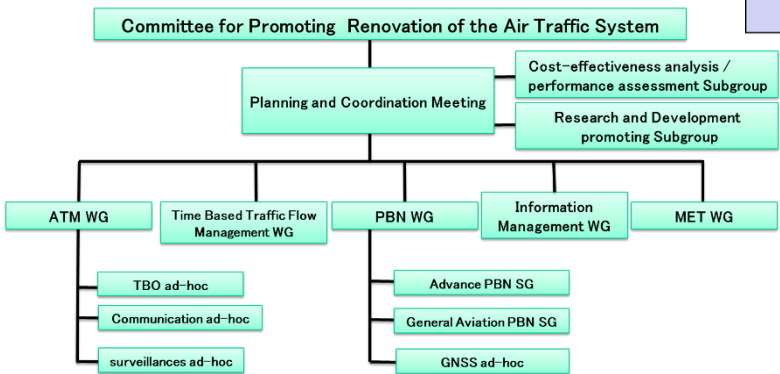 Committee for Promoting Renovation of the Air Traffic System
Cost-effectiveness analysis /
performance assessment Subgroup
Planning and Coordination Meeting
Research and Development
promoting Subgroup
ATM WG
Time Based Traffic Flow
Management WG
PBN WG
Information
Management WG
MET WG
TBO ad-hoc
Communication ad-hoc
surveillances ad-hoc
Advance PBN SG
General Aviation PBN SG
GNSS ad-hoc